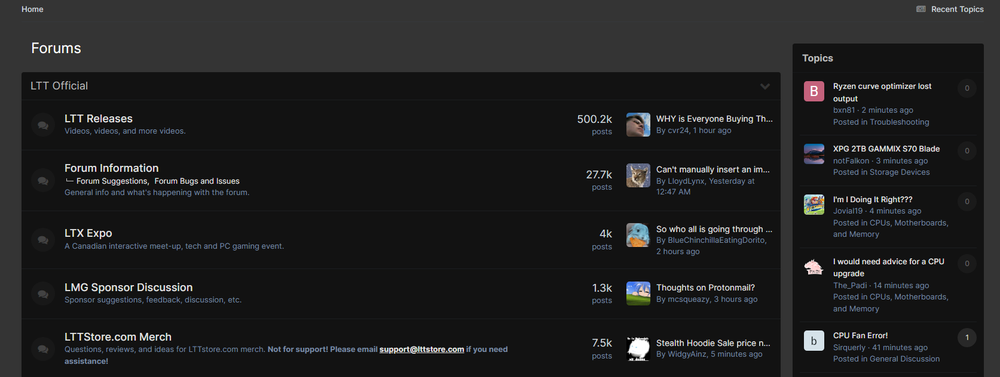 Home
Recent Topics
Forums
LTT Official
LTT Releases
Videos, videos, and more videos.
500.2k
posts
WHY is Everyone Buying Th...
By cvr24, 1 hour ago
Forum Information
Forum Suggestions, Forum Bugs and Issues
General info and what's happening with the forum.
27.7k
posts
Can't manually insert an im...
By LloydLynx, Yesterday at
12:47 AM
LTX Expo
A Canadian interactive meet-up, tech and PC gaming event.
4k
posts
So who all is going through ...
By BlueChinchillaEatingDorito,
2 hours ago
LMG Sponsor Discussion
Sponsor suggestions, feedback, discussion, etc.
1.3k
posts
Thoughts on Protonmail?
By mcsqueazy, 3 hours ago
LTTStore.com Merch
Questions, reviews, and ideas for LTTstore.com merch. Not for support! Please email support@lttstore.com if you need
assistance!
7.5k
posts
Stealth Hoodie Sale price n...
By WidgyAinz, 5 minutes ago
Topics
B
Ryzen curve optimizer lost
output
0
bxn81 · 2 minutes ago
Posted in Troubleshooting
XPG 2TB GAMMIX S70 Blade
0
notFalkon · 3 minutes ago
Posted in Storage Devices
I'm I Doing It Right???
0
Jovial19 · 4 minutes ago
Posted in CPUs, Motherboards,
and Memory
PADI
I would need advice for a CPU
upgrade
0
The_Padi · 14 minutes ago
Posted in CPUs, Motherboards,
and Memory
b
CPU Fan Error!
1
Sirquerly · 41 minutes ago
Posted in General Discussion